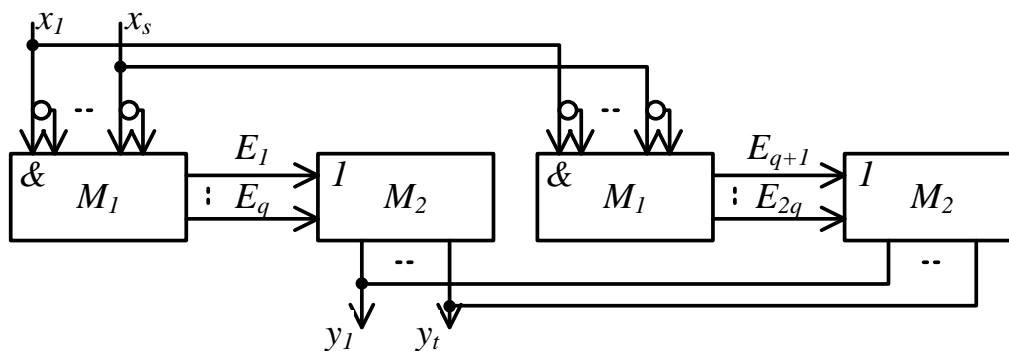 x1 xs
-- --
& M1 E1 Eq 1 M2 & M1 Eq+1 E2q 1 M2
-- --
y1 yt